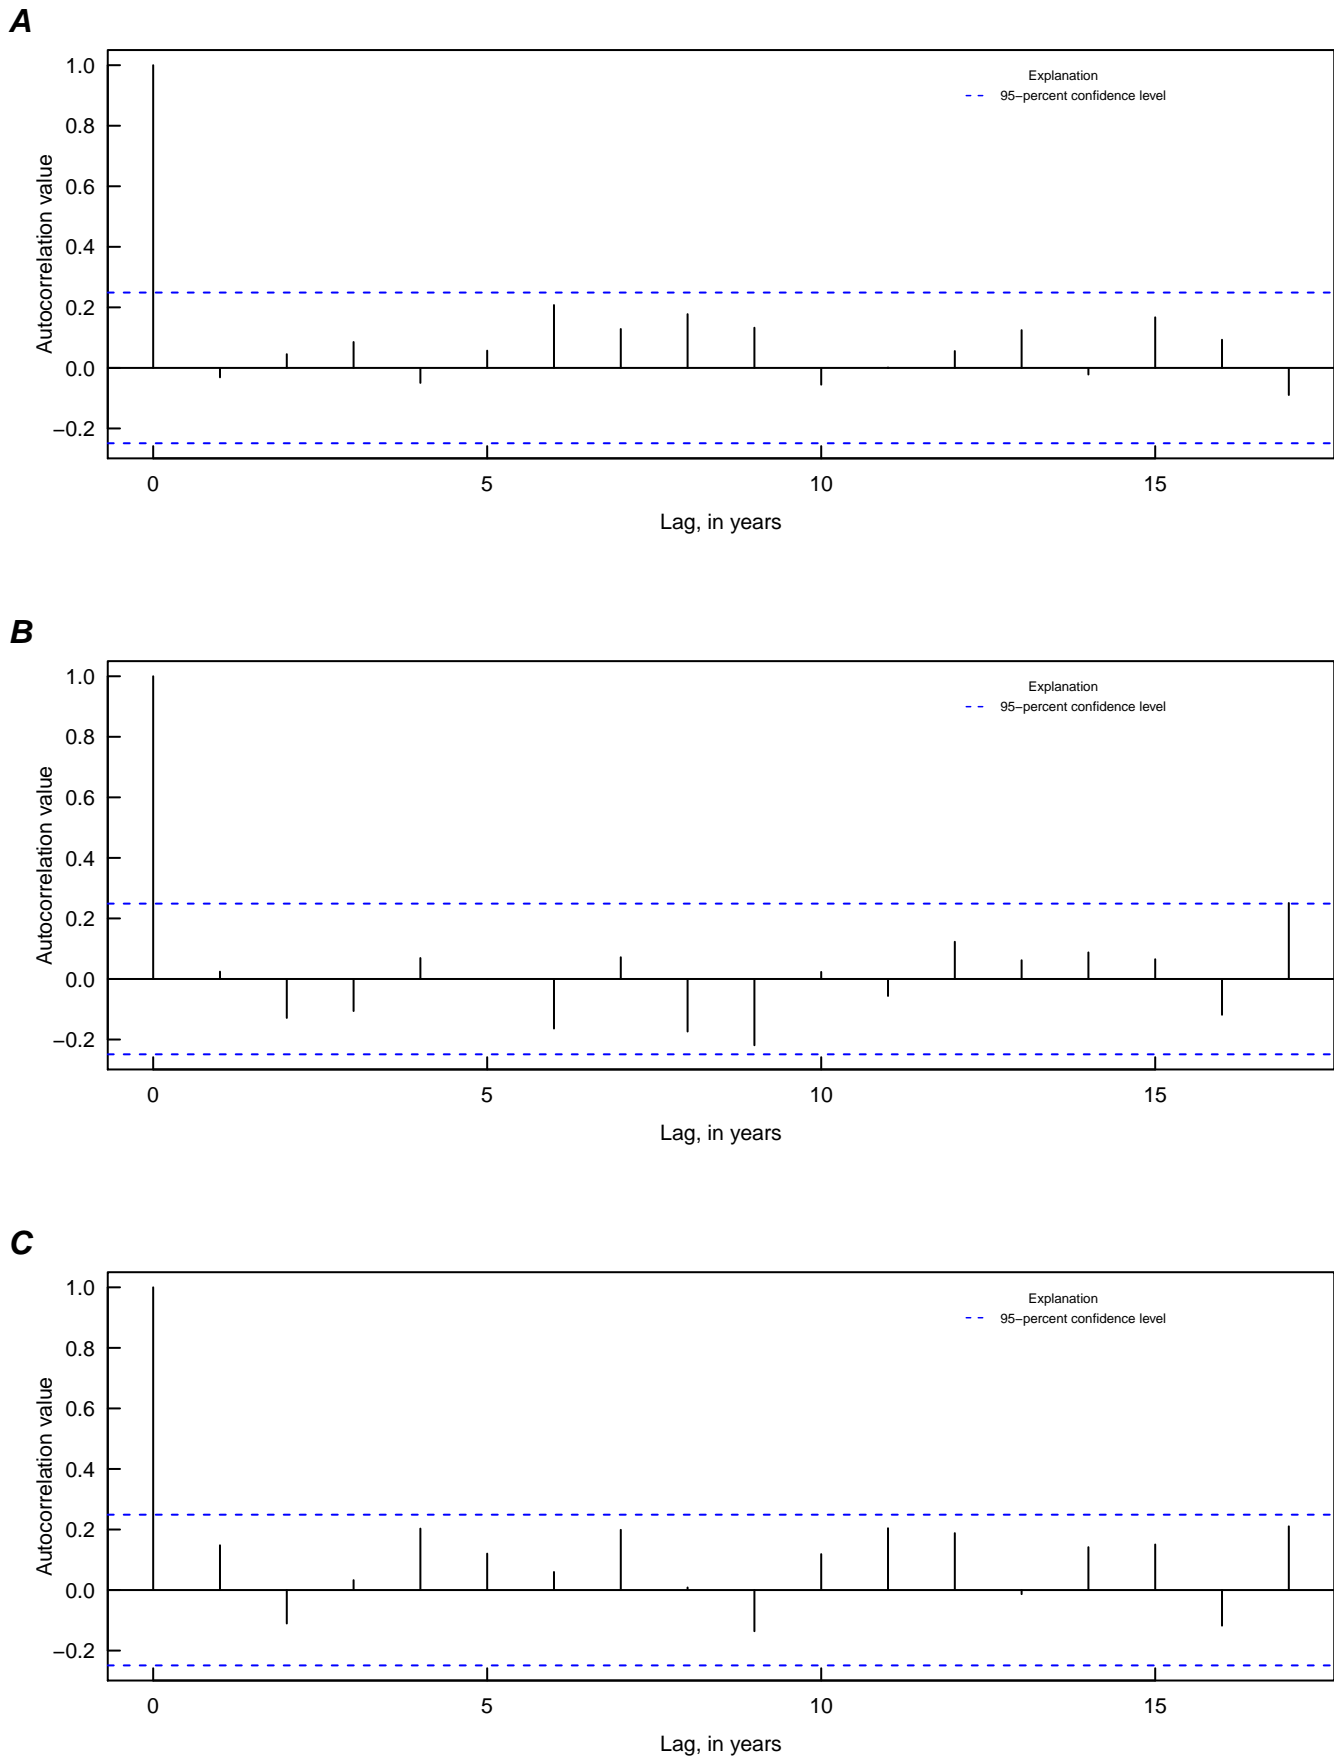 A
Explanation
95−percent confidence level
1.0
0.8
0.6
0.4
0.2
0.0
−0.2
Autocorrelation value
0 5 10 15
Lag, in years
B
Explanation
95−percent confidence level
1.0
0.8
0.6
0.4
0.2
0.0
−0.2
Autocorrelation value
0 5 10 15
Lag, in years
C
Explanation
95−percent confidence level
1.0
0.8
0.6
0.4
0.2
0.0
−0.2
Autocorrelation value
0 5 10 15
Lag, in years